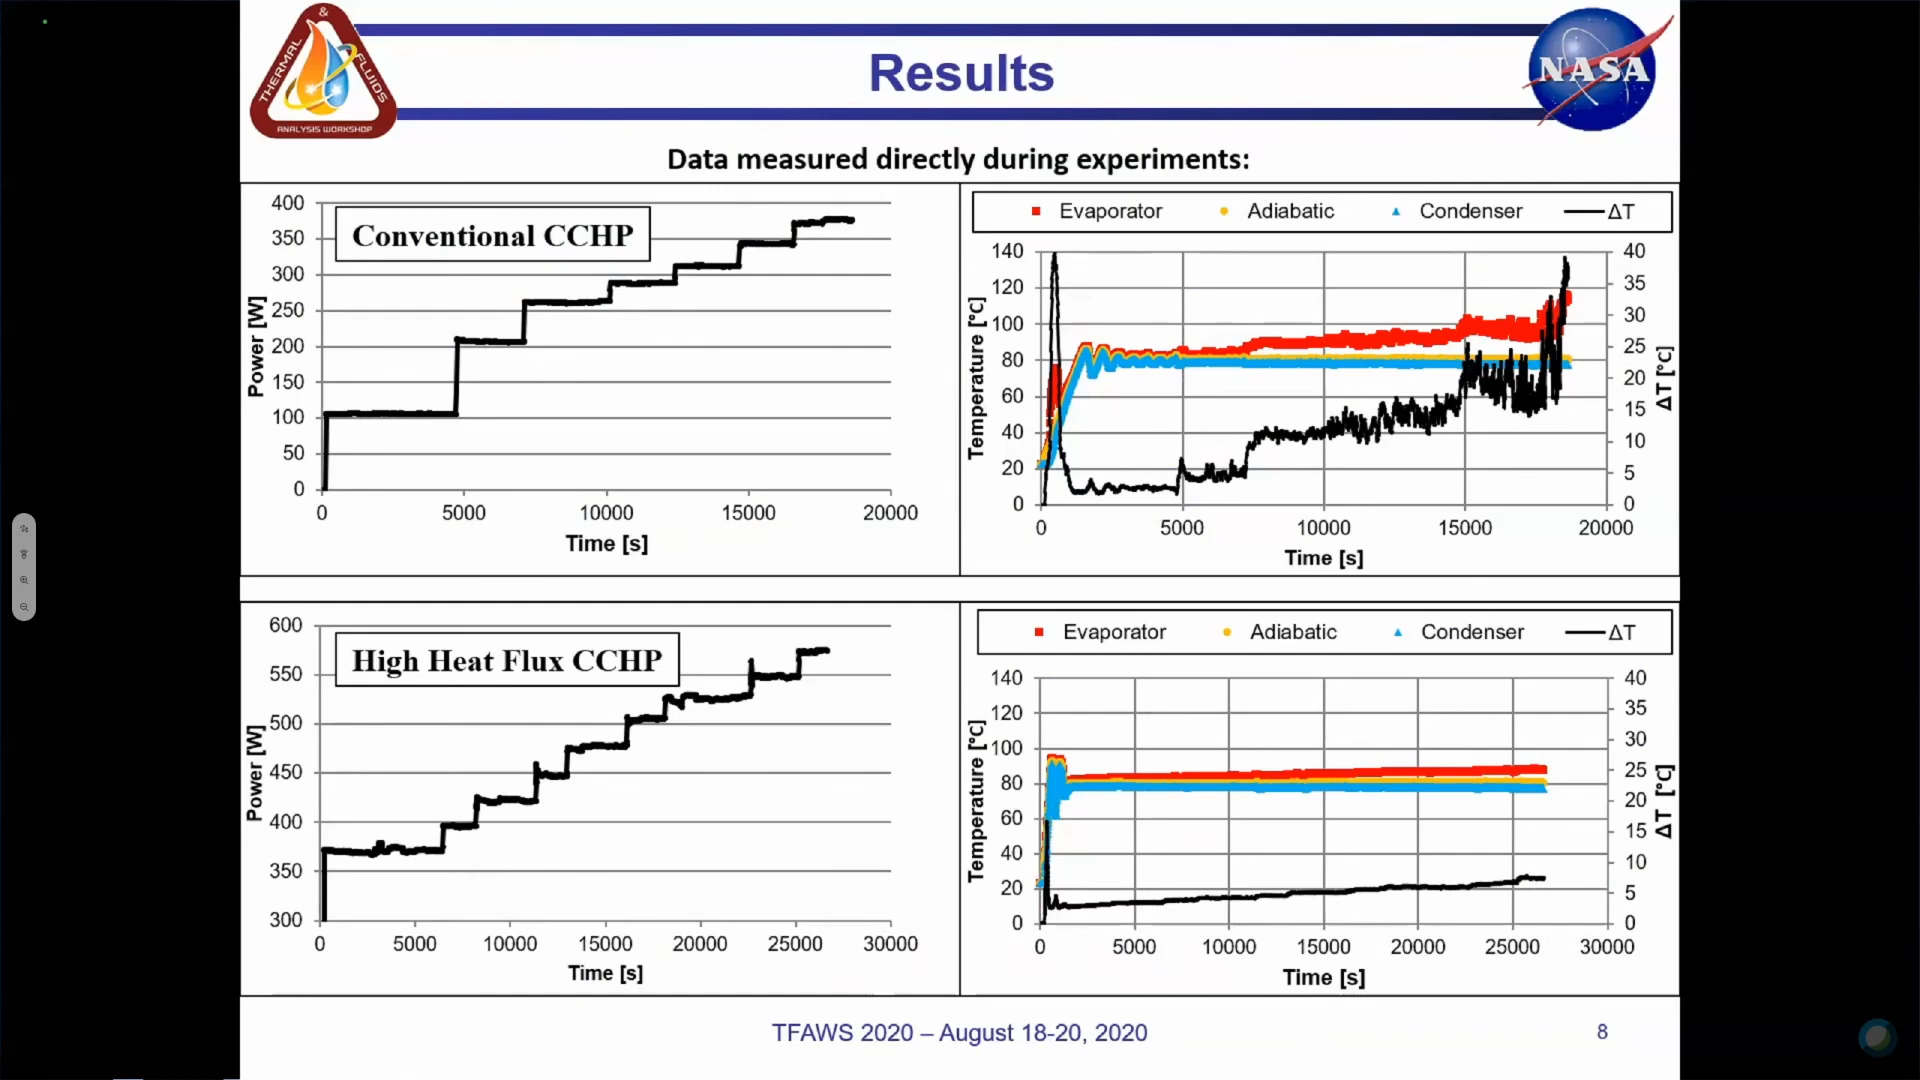 THERMAL & FLUIDS
ANALYSIS WORKSHOP
Results
NASA
Data measured directly during experiments:
Conventional CCHP
Power [W]
400
350
300
250
200
150
100
50
0
0 5000 10000 15000 20000
Time [s]
Evaporator Adiabatic Condenser ΔT
Temperature [°C]
140
120
100
80
60
40
20
0
40
35
30
25
20
15
10
5
0
ΔT [°C]
0 5000 10000 15000 20000
Time [s]
High Heat Flux CCHP
Power [W]
600
550
500
450
400
350
300
0 5000 10000 15000 20000 25000 30000
Time [s]
Evaporator Adiabatic Condenser ΔT
Temperature [°C]
140
120
100
80
60
40
20
0
40
35
30
25
20
15
10
5
0
ΔT [°C]
0 5000 10000 15000 20000 25000 30000
Time [s]
TFAWS 2020 – August 18-20, 2020
8